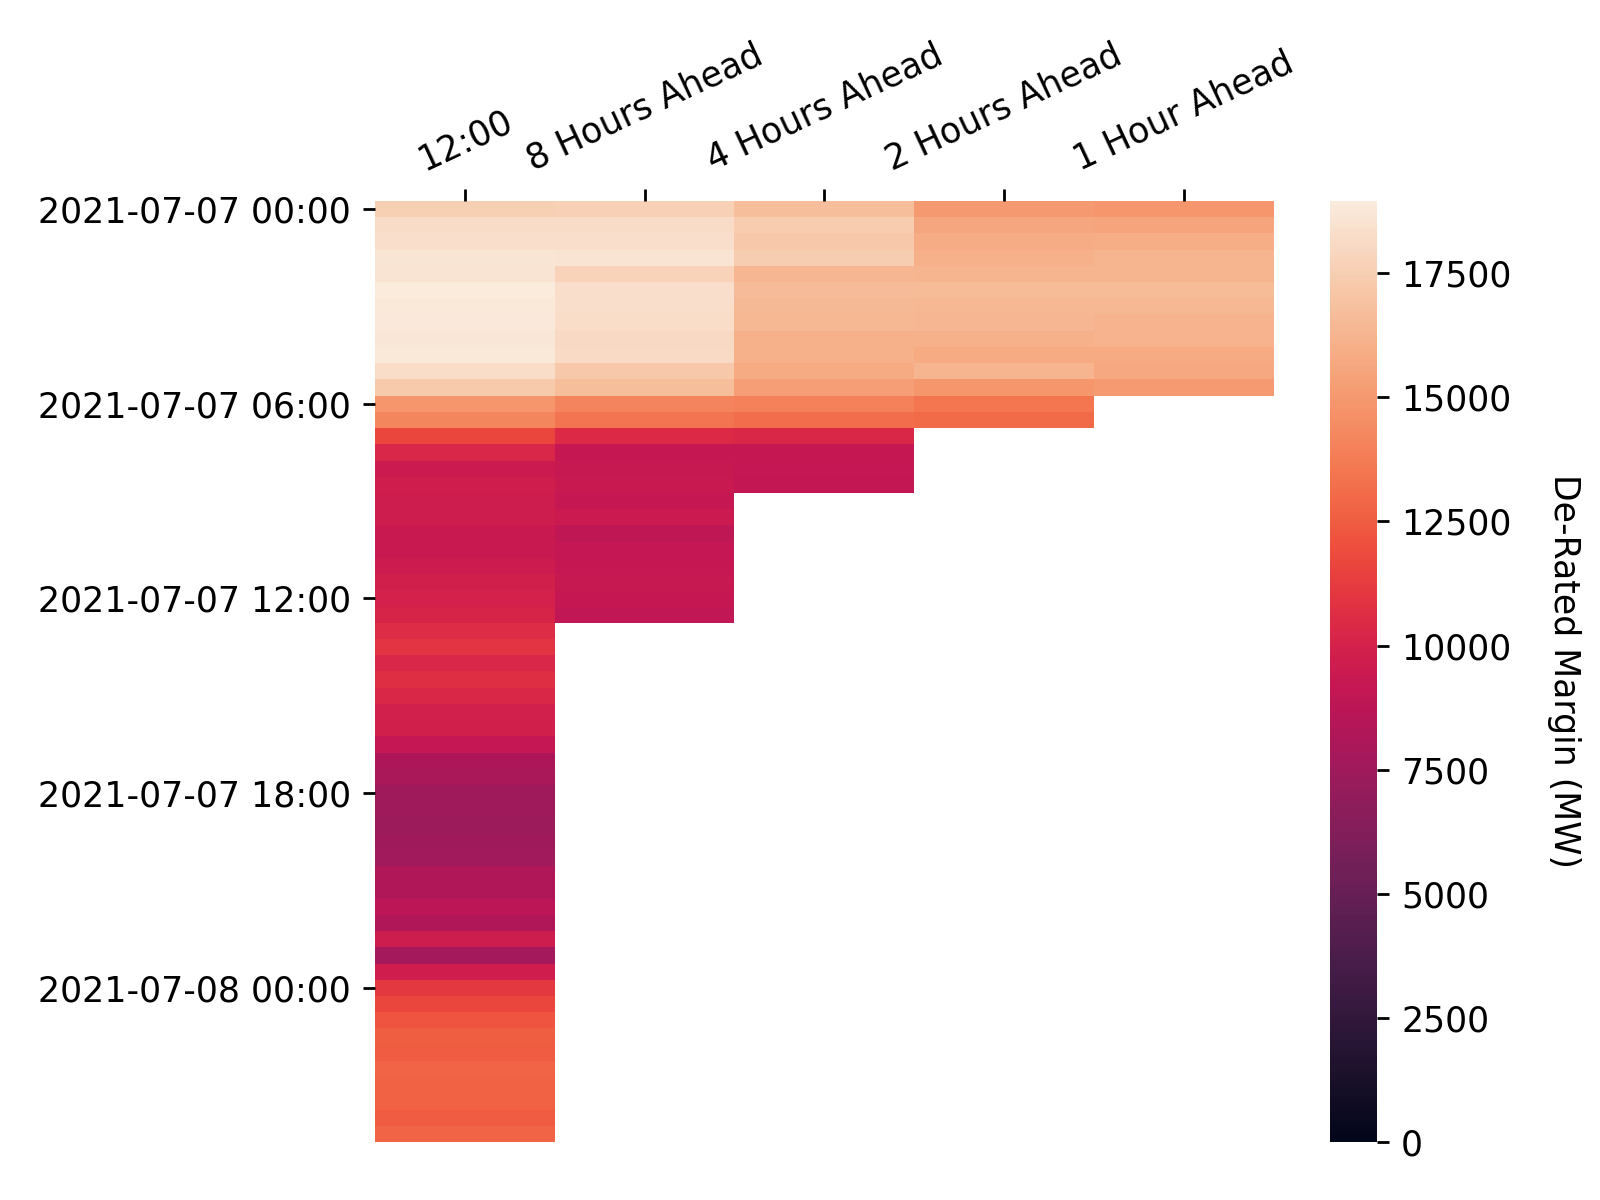 12:00
8 Hours Ahead
4 Hours Ahead
2 Hours Ahead
1 Hour Ahead
2021-07-07 00:00
2021-07-07 06:00
2021-07-07 12:00
2021-07-07 18:00
2021-07-08 00:00
17500
15000
12500
10000
7500
5000
2500
0
De-Rated Margin (MW)